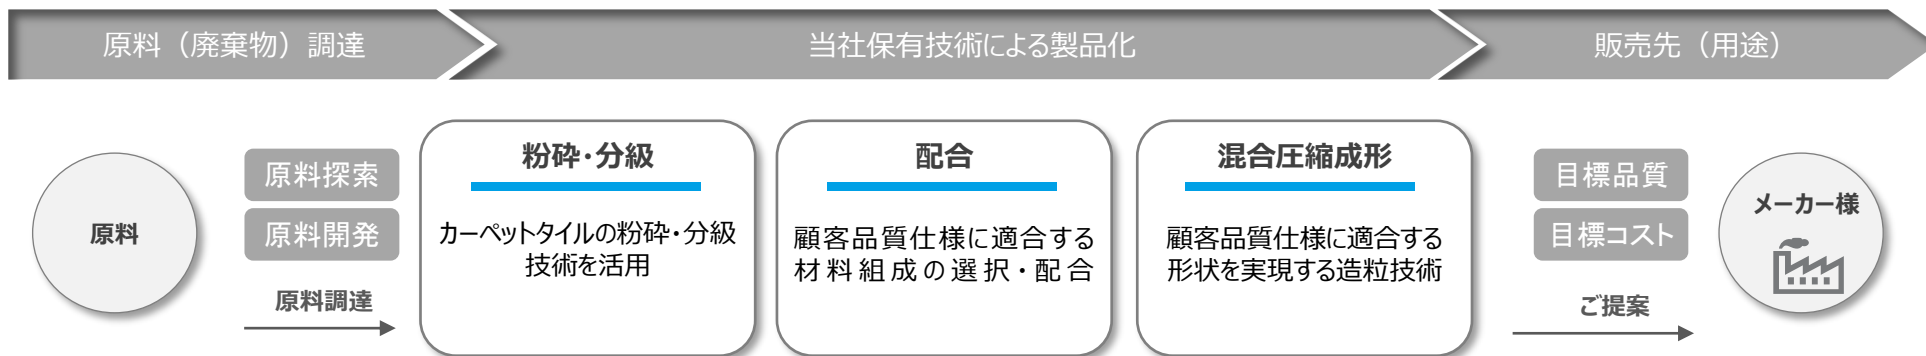 原料（廃棄物）調達
当社保有技術による製品化
販売先（用途）
原料
原料探索
原料開発
原料調達
粉砕・分級
カーペットタイルの粉砕・分級
技術を活用
配合
顧客品質仕様に適合する
材料組成の選択・配合
混合圧縮成形
顧客品質仕様に適合する
形状を実現する造粒技術
目標品質
目標コスト
ご提案
メーカー様